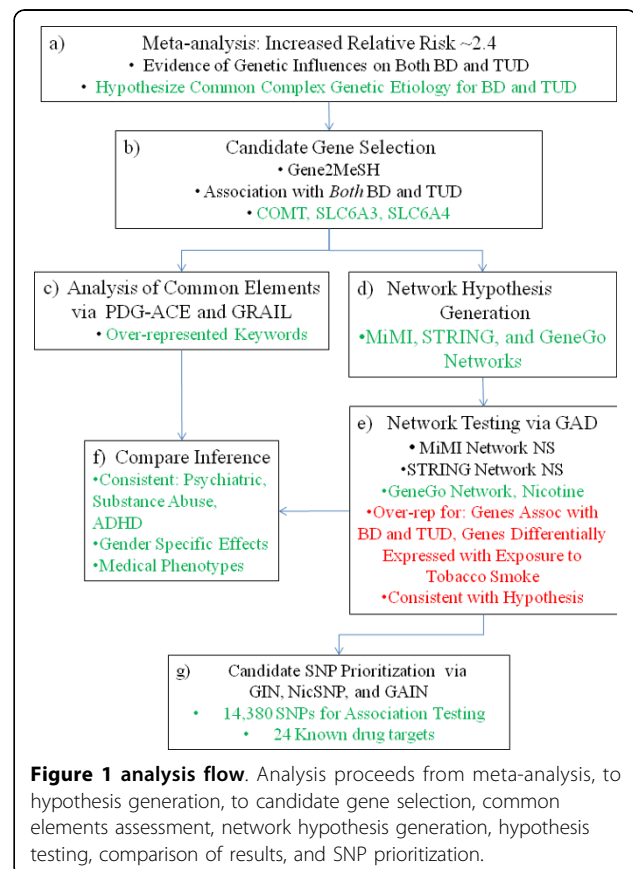 a) Meta-analysis: Increased Relative Risk ~2.4
• Evidence of Genetic Influences on Both BD and TUD
• Hypothesize Common Complex Genetic Etiology for BD and TUD
b) Candidate Gene Selection
• Gene2MeSH
• Association with Both BD and TUD
• COMT, SLC6A3, SLC6A4
c) Analysis of Common Elements
via PDG-ACE and GRAIL
• Over-represented Keywords
d) Network Hypothesis
Generation
•MiMI, STRING, and GeneGo
Networks
e) Network Testing via GAD
• MiMI Network NS
•STRING Network NS
•GeneGo Network, Nicotine
•Over-rep for: Genes Assoc with
BD and TUD, Genes Differentially
Expressed with Exposure to
Tobacco Smoke
•Consistent with Hypothesis
f) Compare Inference
•Consistent: Psychiatric,
Substance Abuse,
ADHD
•Gender Specific Effects
•Medical Phenotypes
g) Candidate SNP Prioritization via
GIN, NicSNP, and GAIN
• 14,380 SNPs for Association Testing
• 24 Known drug targets
Figure 1 analysis flow. Analysis proceeds from meta-analysis, to
hypothesis generation, to candidate gene selection, common
elements assessment, network hypothesis generation, hypothesis
testing, comparison of results, and SNP prioritization.